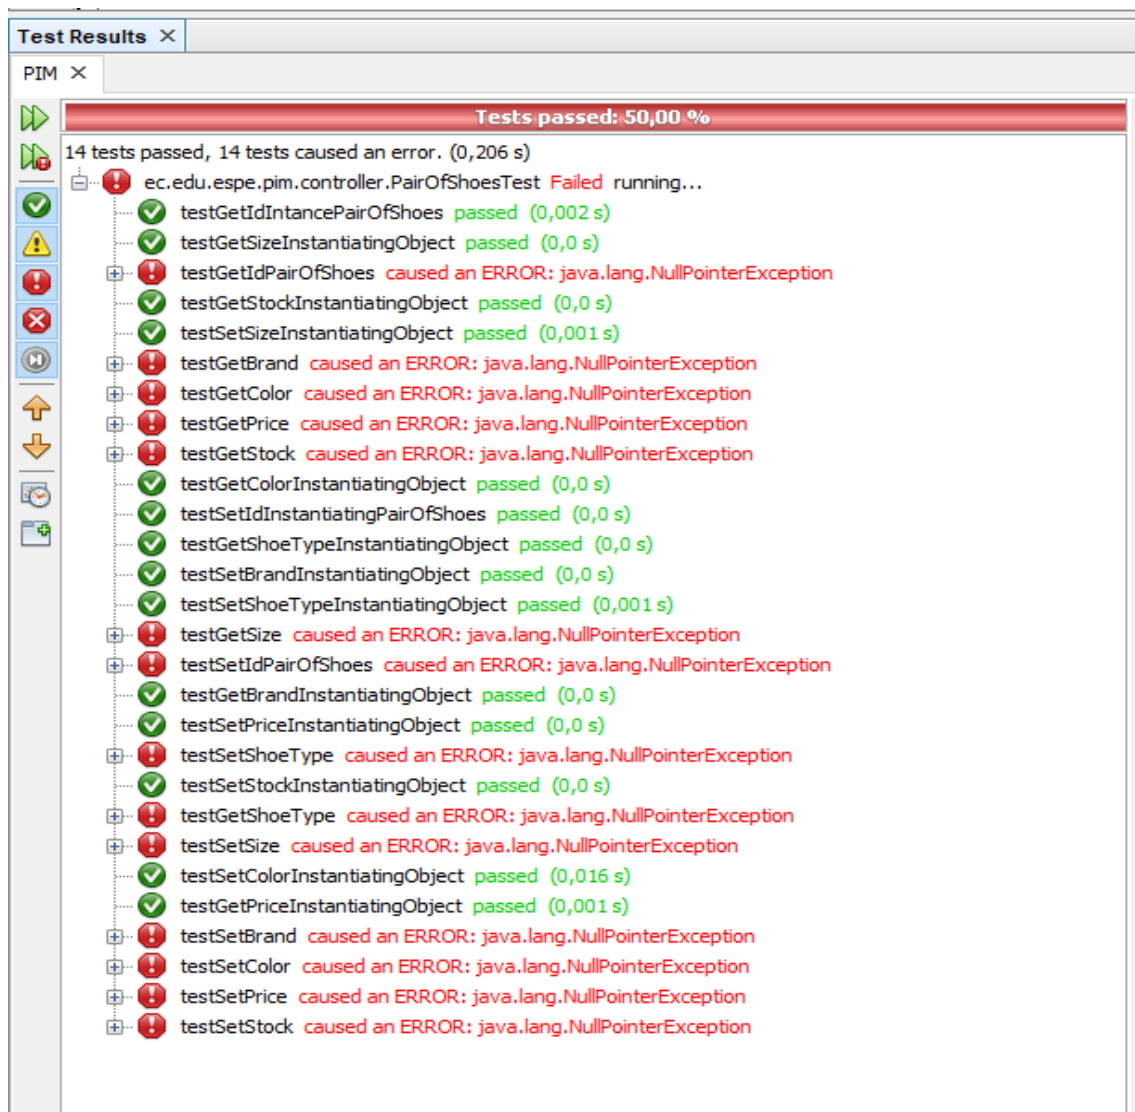 Test Results
PIM
Tests passed: 50,00 %
14 tests passed, 14 tests caused an error. (0,206 s)
ec.edu.espe.pim.controller.PairOfShoesTest Failed running...
testGetIdIntancePairOfShoes passed (0,002 s)
testGetSizeInstantiatingObject passed (0,0 s)
testGetIdPairOfShoes caused an ERROR: java.lang.NullPointerException
testGetStockInstantiatingObject passed (0,0 s)
testSetSizeInstantiatingObject passed (0,001 s)
testGetBrand caused an ERROR: java.lang.NullPointerException
testGetColor caused an ERROR: java.lang.NullPointerException
testGetPrice caused an ERROR: java.lang.NullPointerException
testGetStock caused an ERROR: java.lang.NullPointerException
testGetColorInstantiatingObject passed (0,0 s)
testSetIdInstantiatingPairOfShoes passed (0,0 s)
testGetShoeTypeInstantiatingObject passed (0,0 s)
testSetBrandInstantiatingObject passed (0,0 s)
testSetShoeTypeInstantiatingObject passed (0,001 s)
testGetSize caused an ERROR: java.lang.NullPointerException
testSetIdPairOfShoes caused an ERROR: java.lang.NullPointerException
testGetBrandInstantiatingObject passed (0,0 s)
testSetPriceInstantiatingObject passed (0,0 s)
testSetShoeType caused an ERROR: java.lang.NullPointerException
testSetStockInstantiatingObject passed (0,0 s)
testGetShoeType caused an ERROR: java.lang.NullPointerException
testSetSize caused an ERROR: java.lang.NullPointerException
testSetColorInstantiatingObject passed (0,016 s)
testGetPriceInstantiatingObject passed (0,001 s)
testSetBrand caused an ERROR: java.lang.NullPointerException
testSetColor caused an ERROR: java.lang.NullPointerException
testSetPrice caused an ERROR: java.lang.NullPointerException
testSetStock caused an ERROR: java.lang.NullPointerException